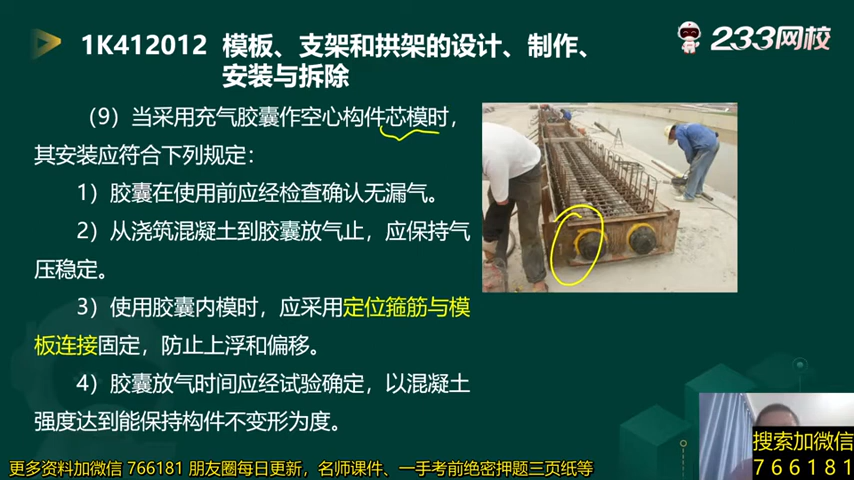 1K412012 模板、支架和拱架的设计、制作、
安装与拆除
233网校
（9）当采用充气胶囊作空心构件芯模时，
其安装应符合下列规定：
1）胶囊在使用前应经检查确认无漏气。
2）从浇筑混凝土到胶囊放气止，应保持气
压稳定。
3）使用胶囊内模时，应采用定位箍筋与模
板连接固定，防止上浮和偏移。
4）胶囊放气时间应经试验确定，以混凝土
强度达到能保持构件不变形为度。
搜索加微信
766181
更多资料加微信 766181 朋友圈每日更新，名师课件、一手考前绝密押题三页纸等